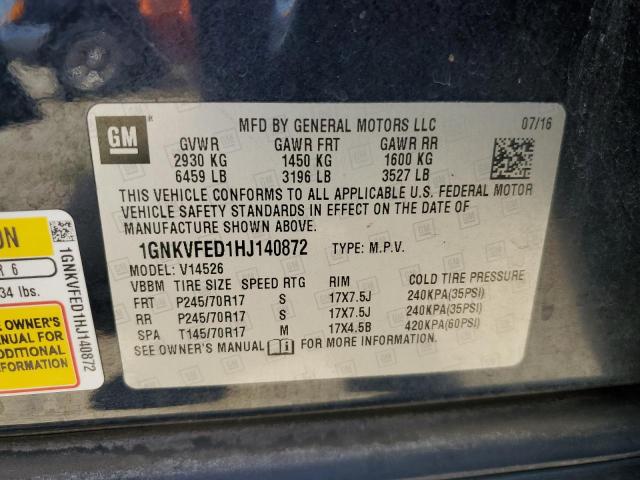 GM
MFD BY GENERAL MOTORS LLC 07/16
GVWR GAWR FRT GAWR RR
2930 KG 1450 KG 1600 KG
6459 LB 3196 LB 3527 LB
THIS VEHICLE CONFORMS TO ALL APPLICABLE U.S. FEDERAL MOTOR
VEHICLE SAFETY STANDARDS IN EFFECT ON THE DATE OF
MANUFACTURE SHOWN ABOVE.
1GNKVFED1HJ140872 TYPE: M.P.V.
MODEL: V14526
VBBM TIRE SIZE SPEED RTG RIM COLD TIRE PRESSURE
FRT P245/70R17 S 17X7.5J 240KPA(35PSI)
RR P245/70R17 S 17X7.5J 240KPA(35PSI)
SPA T145/70R17 M 17X4.5B 420KPA(60PSI)
SEE OWNER'S MANUAL FOR MORE INFORMATION.
ON
R 6
34 lbs.
E OWNER'S
MANUAL FOR
ADDITIONAL
FORMATION
1GNKVFED1HJ140872